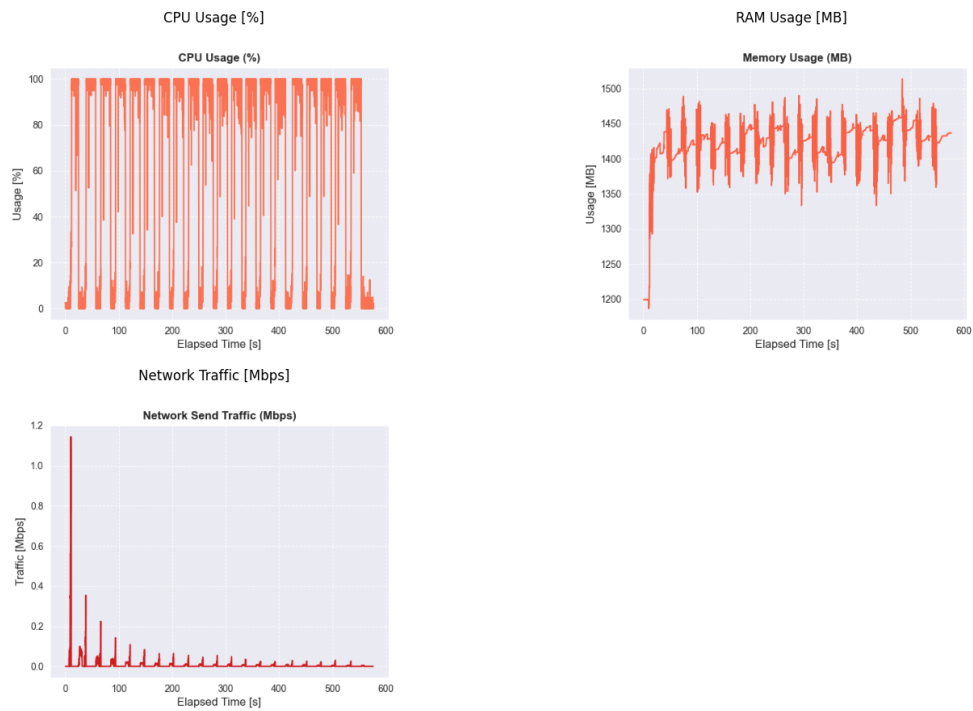 CPU Usage [%]
RAM Usage [MB]
CPU Usage (%)
Memory Usage (MB)
Usage [%]
100
80
60
40
20
0
0 100 200 300 400 500 600
Elapsed Time [s]
Usage [MB]
1500
1450
1400
1350
1300
1250
1200
0 100 200 300 400 500 600
Elapsed Time [s]
Network Traffic [Mbps]
Network Send Traffic (Mbps)
Traffic [Mbps]
1.2
1.0
0.8
0.6
0.4
0.2
0.0
0 100 200 300 400 500 600
Elapsed Time [s]